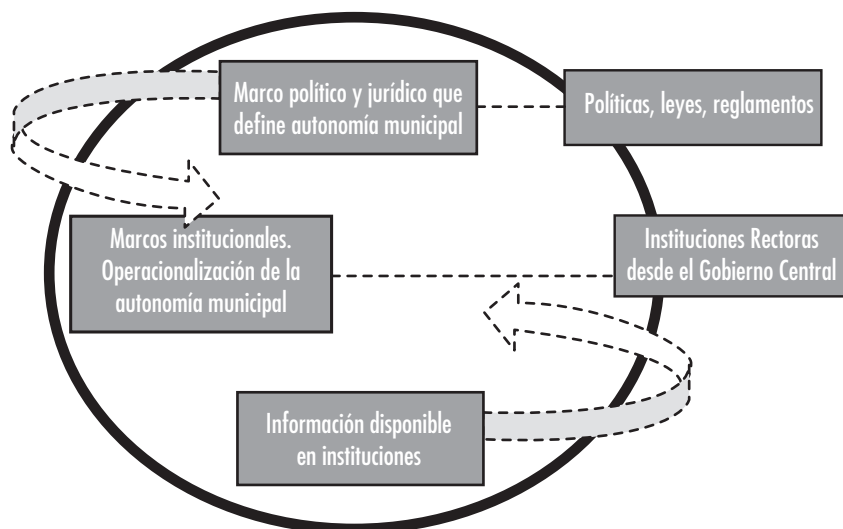 Marco político y jurídico que
define autonomía municipal
Políticas, leyes, reglamentos
Marcos institucionales.
Operacionalización de la
autonomía municipal
Instituciones Rectoras
desde el Gobierno Central
Información disponible
en instituciones